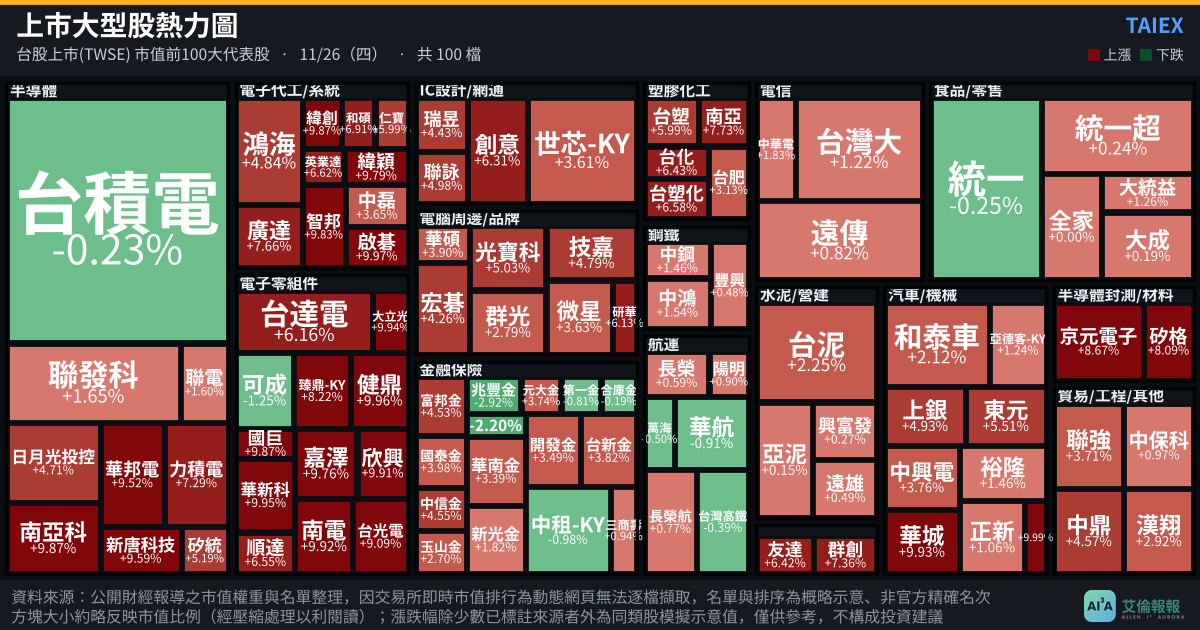 上市大型股熱力圖
台股上市(TWSE) 市值前100大代表股 · 11/26（四） · 共 100 檔
TAIEX
上漲 下跌
半導體
台積電
-0.23%
聯發科
+1.65%
聯電
+1.60%
日月光投控
+4.71%
華邦電
+9.52%
力積電
+7.29%
南亞科
+9.87%
新唐科技
+9.59%
矽統
+5.19%
電子代工/系統
鴻海
+4.84%
緯創
+9.87%
和碩
+6.91%
仁寶
+5.99%
英業達
+6.62%
緯穎
+9.79%
廣達
+7.66%
智邦
+9.83%
中磊
+3.65%
啟碁
+9.97%
電子零組件
台達電
+6.16%
大立光
+9.94%
可成
-1.25%
臻鼎-KY
+8.22%
健鼎
+9.96%
國巨
+9.87%
華新科
+9.95%
嘉澤
+9.76%
欣興
+9.91%
順達
+6.55%
南電
+9.92%
台光電
+9.09%
IC設計/網通
瑞昱
+4.43%
創意
+6.31%
世芯-KY
+3.61%
聯詠
+4.98%
電腦周邊/品牌
華碩
+3.90%
光寶科
+5.03%
技嘉
+4.79%
宏碁
+4.26%
群光
+2.79%
微星
+3.63%
研華
+6.13%
金融保險
富邦金
+4.53%
兆豐金
-2.92%
元大金
+3.74%
第一金
-0.81%
合庫金
-0.19%
-2.20%
國泰金
+3.98%
華南金
+3.39%
開發金
+3.49%
台新金
+3.82%
中信金
+4.55%
玉山金
+2.70%
新光金
+1.82%
中租-KY
-0.98%
三商壽
+0.94%
塑膠化工
台塑
+5.99%
南亞
+7.73%
台化
+6.43%
台肥
+3.13%
台塑化
+6.58%
鋼鐵
中鋼
+1.46%
豐興
+0.48%
中鴻
+1.54%
航運
長榮
+0.59%
陽明
+0.90%
萬海
0.50%
華航
-0.91%
長榮航
+0.77%
台灣高鐵
-0.39%
電信
中華電
+1.83%
台灣大
+1.22%
遠傳
+0.82%
食品/零售
統一
-0.25%
統一超
+0.24%
全家
+0.00%
大統益
+1.26%
大成
+0.19%
水泥/營建
台泥
+2.25%
亞泥
+0.15%
興富發
+0.27%
遠雄
+0.49%
友達
+6.42%
群創
+7.36%
汽車/機械
和泰車
+2.12%
亞德客-KY
+1.24%
上銀
+4.93%
東元
+5.51%
中興電
+3.76%
裕隆
+1.46%
華城
+9.93%
正新
+1.06%
+9.99%
半導體封測/材料
京元電子
+8.67%
矽格
+8.09%
貿易/工程/其他
聯強
+3.71%
中保科
+0.97%
中鼎
+4.57%
漢翔
+2.92%
資料來源：公開財經報導之市值權重與名單整理，因交易所即時市值排行為動態網頁無法逐檔擷取，名單與排序為概略示意、非官方精確名次
方塊大小約略反映市值比例（經壓縮處理以利閱讀）；漲跌幅除少數已標註來源者外為同類股模擬示意值，僅供參考，不構成投資建議
AI³A 艾倫報報
ALLEN I³ AURORA